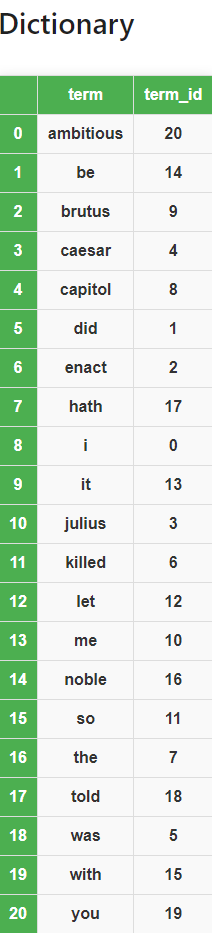 Dictionary
term term_id
0 ambitious 20
1 be 14
2 brutus 9
3 caesar 4
4 capitol 8
5 did 1
6 enact 2
7 hath 17
8 i 0
9 it 13
10 julius 3
11 killed 6
12 let 12
13 me 10
14 noble 16
15 so 11
16 the 7
17 told 18
18 was 5
19 with 15
20 you 19